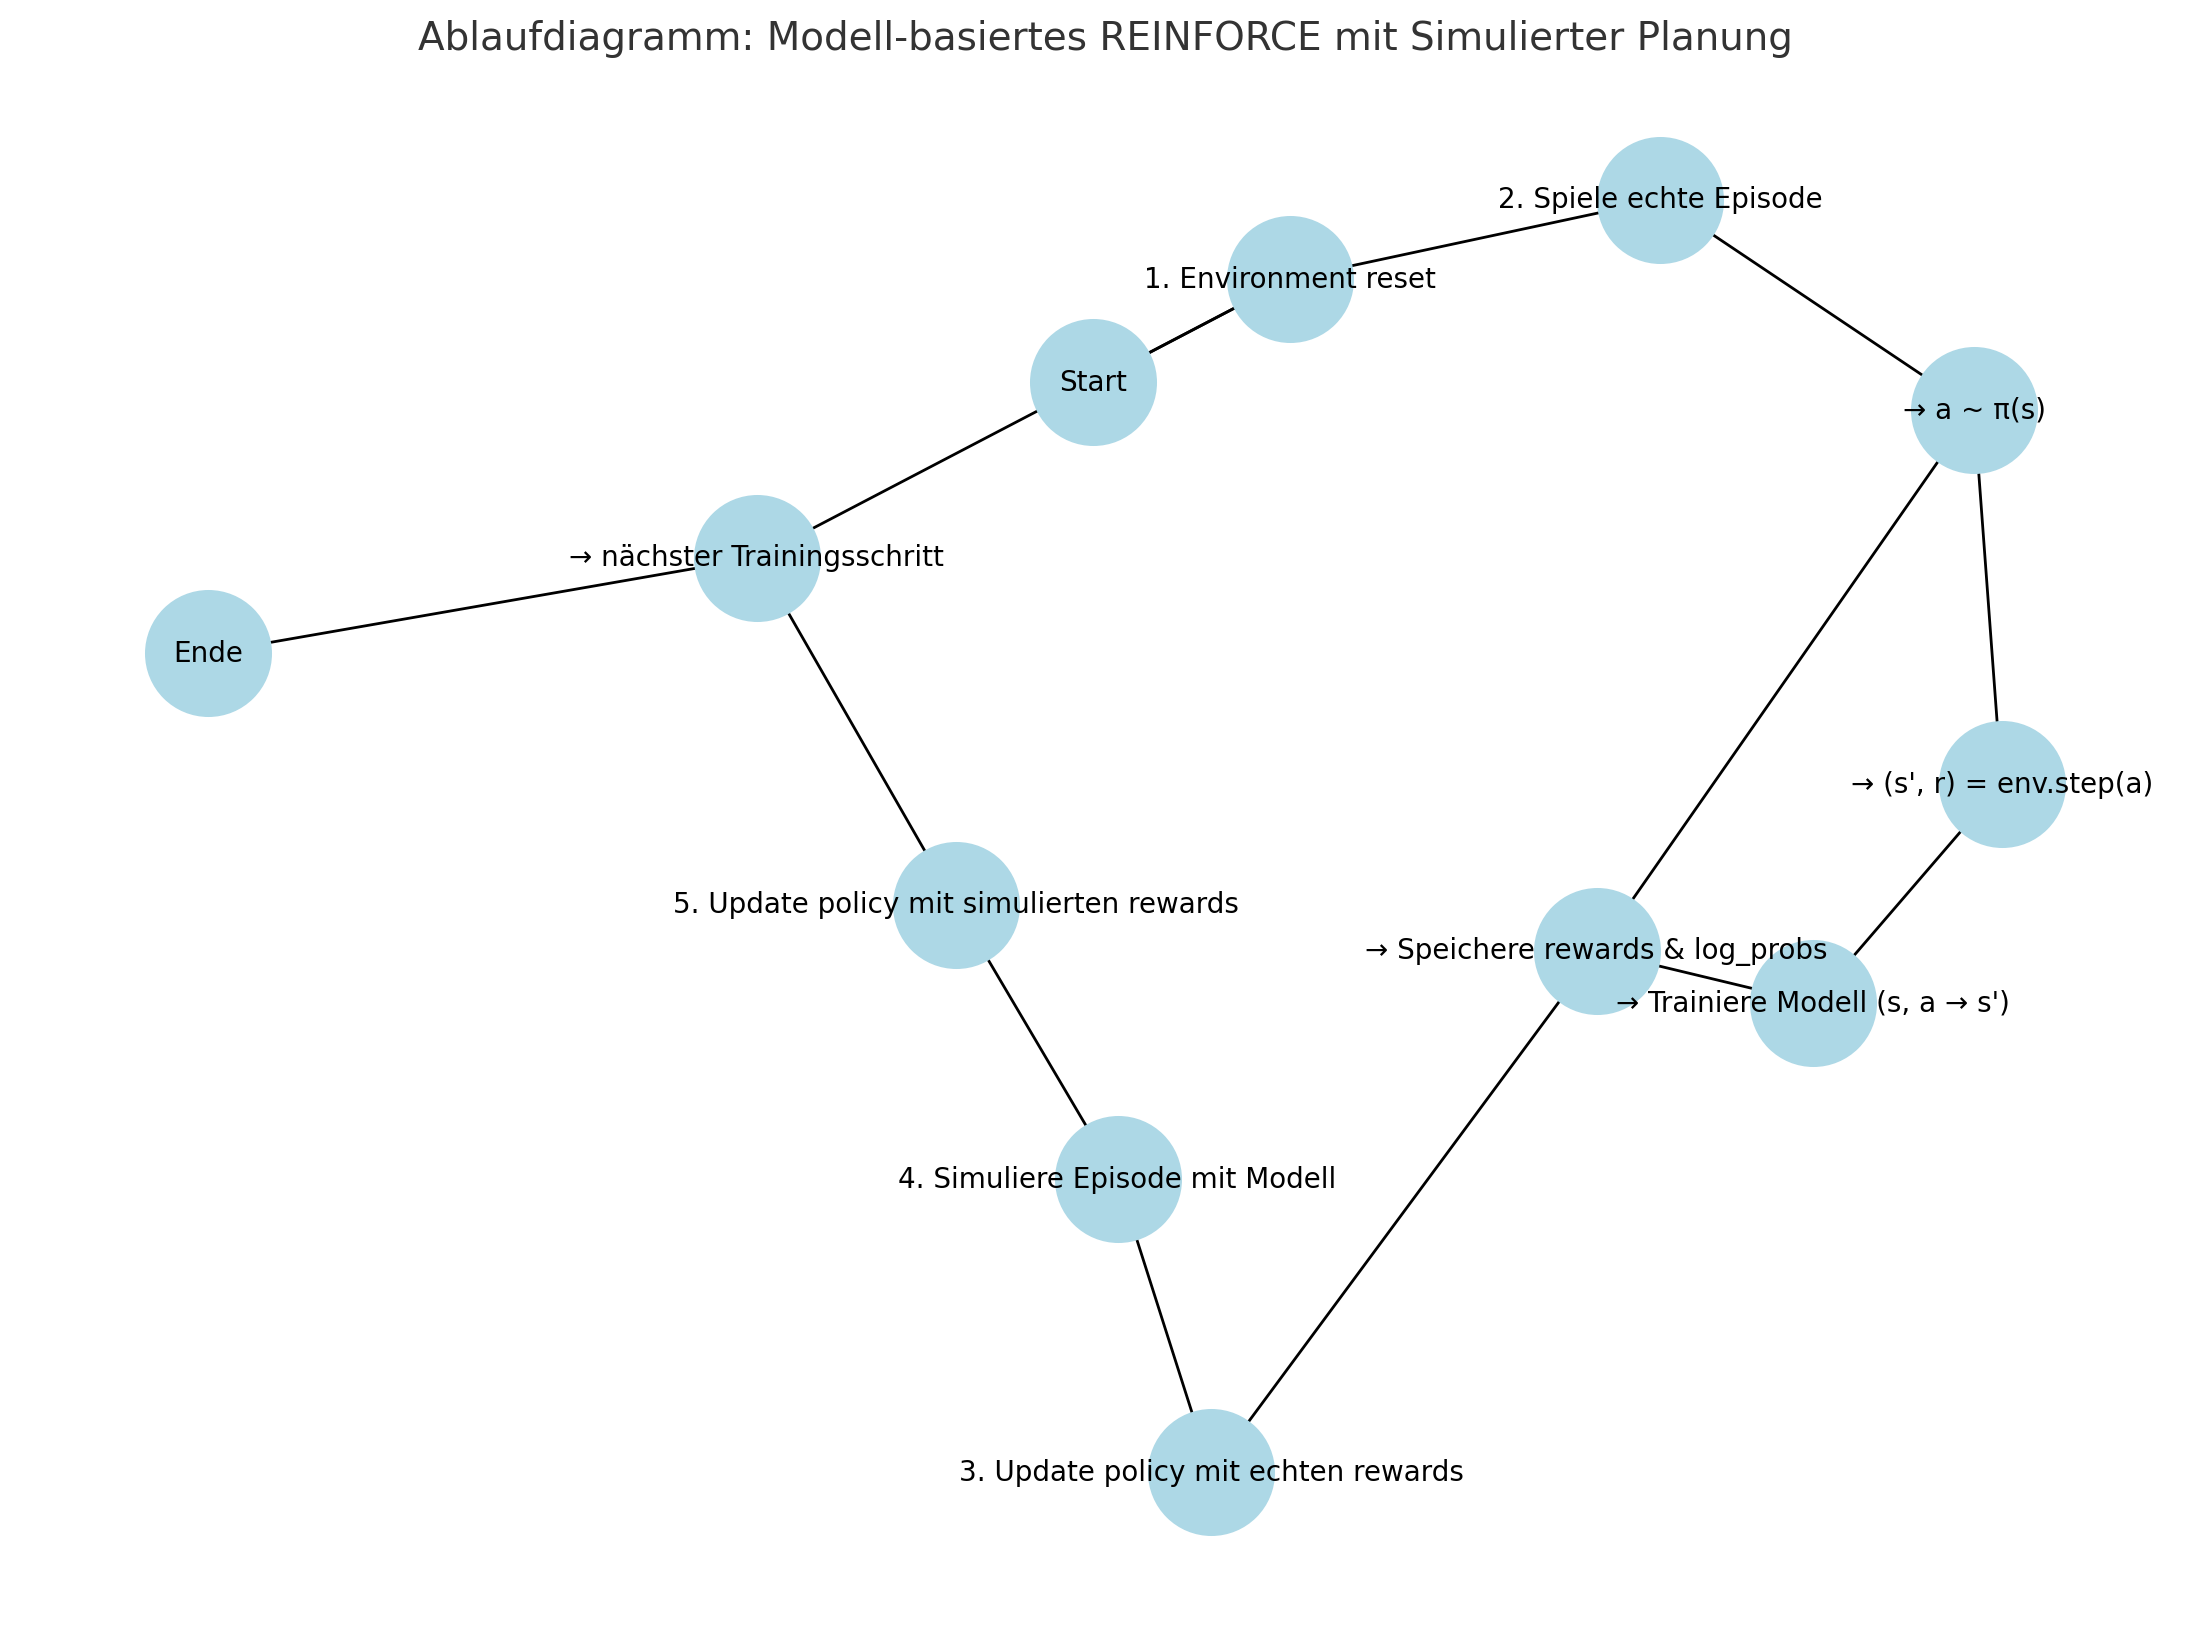 Ablaufdiagramm: Modell-basiertes REINFORCE mit Simulierter Planung
2. Spiele echte Episode
1. Environment reset
Start
→ a ~ π(s)
→ nächster Trainingsschritt
Ende
→ (s', r) = env.step(a)
5. Update policy mit simulierten rewards
→ Speichere rewards & log_probs
→ Trainiere Modell (s, a → s')
4. Simuliere Episode mit Modell
3. Update policy mit echten rewards